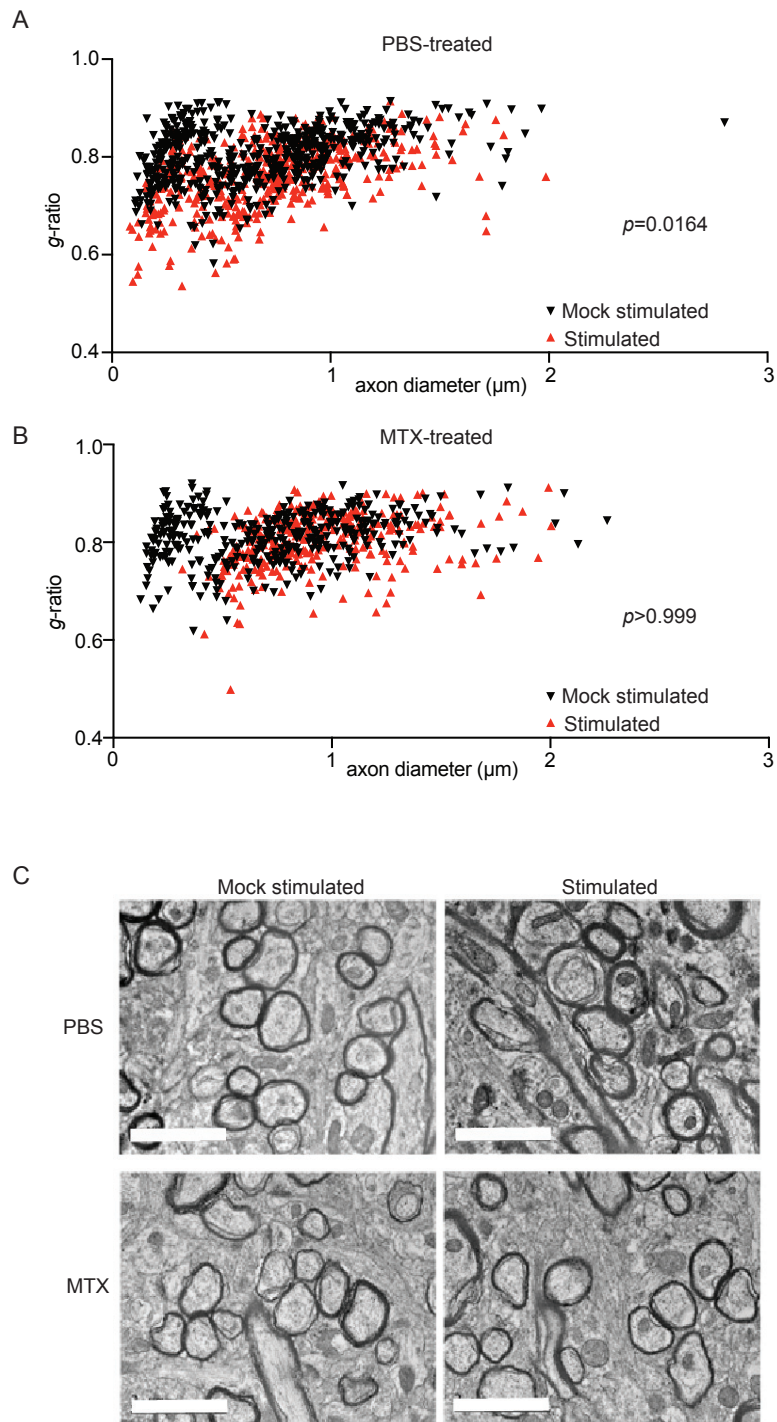 A
PBS-treated
1.0
0.8
0.6
0.4
g-ratio
p=0.0164
Mock stimulated
Stimulated
0 1 2 3
axon diameter (µm)
B
MTX-treated
1.0
0.8
0.6
0.4
g-ratio
p>0.999
Mock stimulated
Stimulated
0 1 2 3
axon diameter (µm)
C
Mock stimulated Stimulated
PBS
MTX